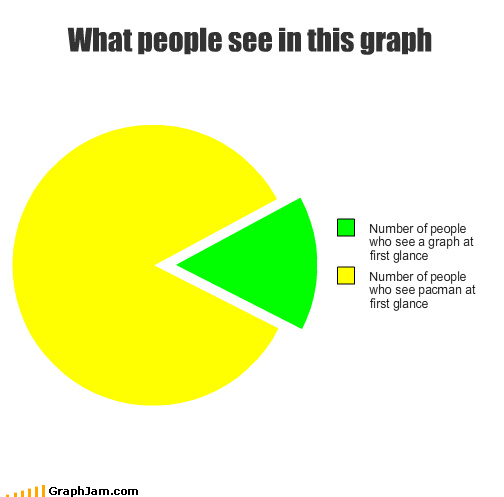 What people see in this graph
Number of people
who see a graph at
first glance
Number of people
who see pacman at
first glance
GraphJam.com